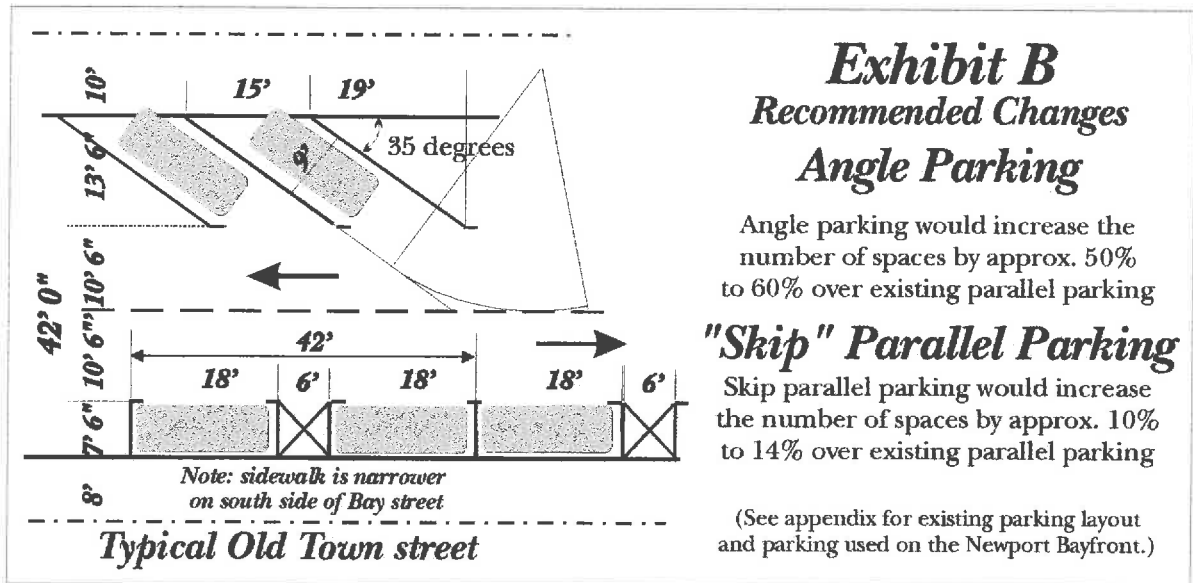 Exhibit B
Recommended Changes
Angle Parking
Angle parking would increase the
number of spaces by approx. 50%
to 60% over existing parallel parking
"Skip" Parallel Parking
Skip parallel parking would increase
the number of spaces by approx. 10%
to 14% over existing parallel parking
(See appendix for existing parking layout
and parking used on the Newport Bayfront.)
10'
15'
19'
35 degrees
9'
13' 6"
42' 0"
10' 6"
10' 6"
42'
18'
6'
18'
18'
6'
7' 6"
8'
Note: sidewalk is narrower
on south side of Bay street
Typical Old Town street